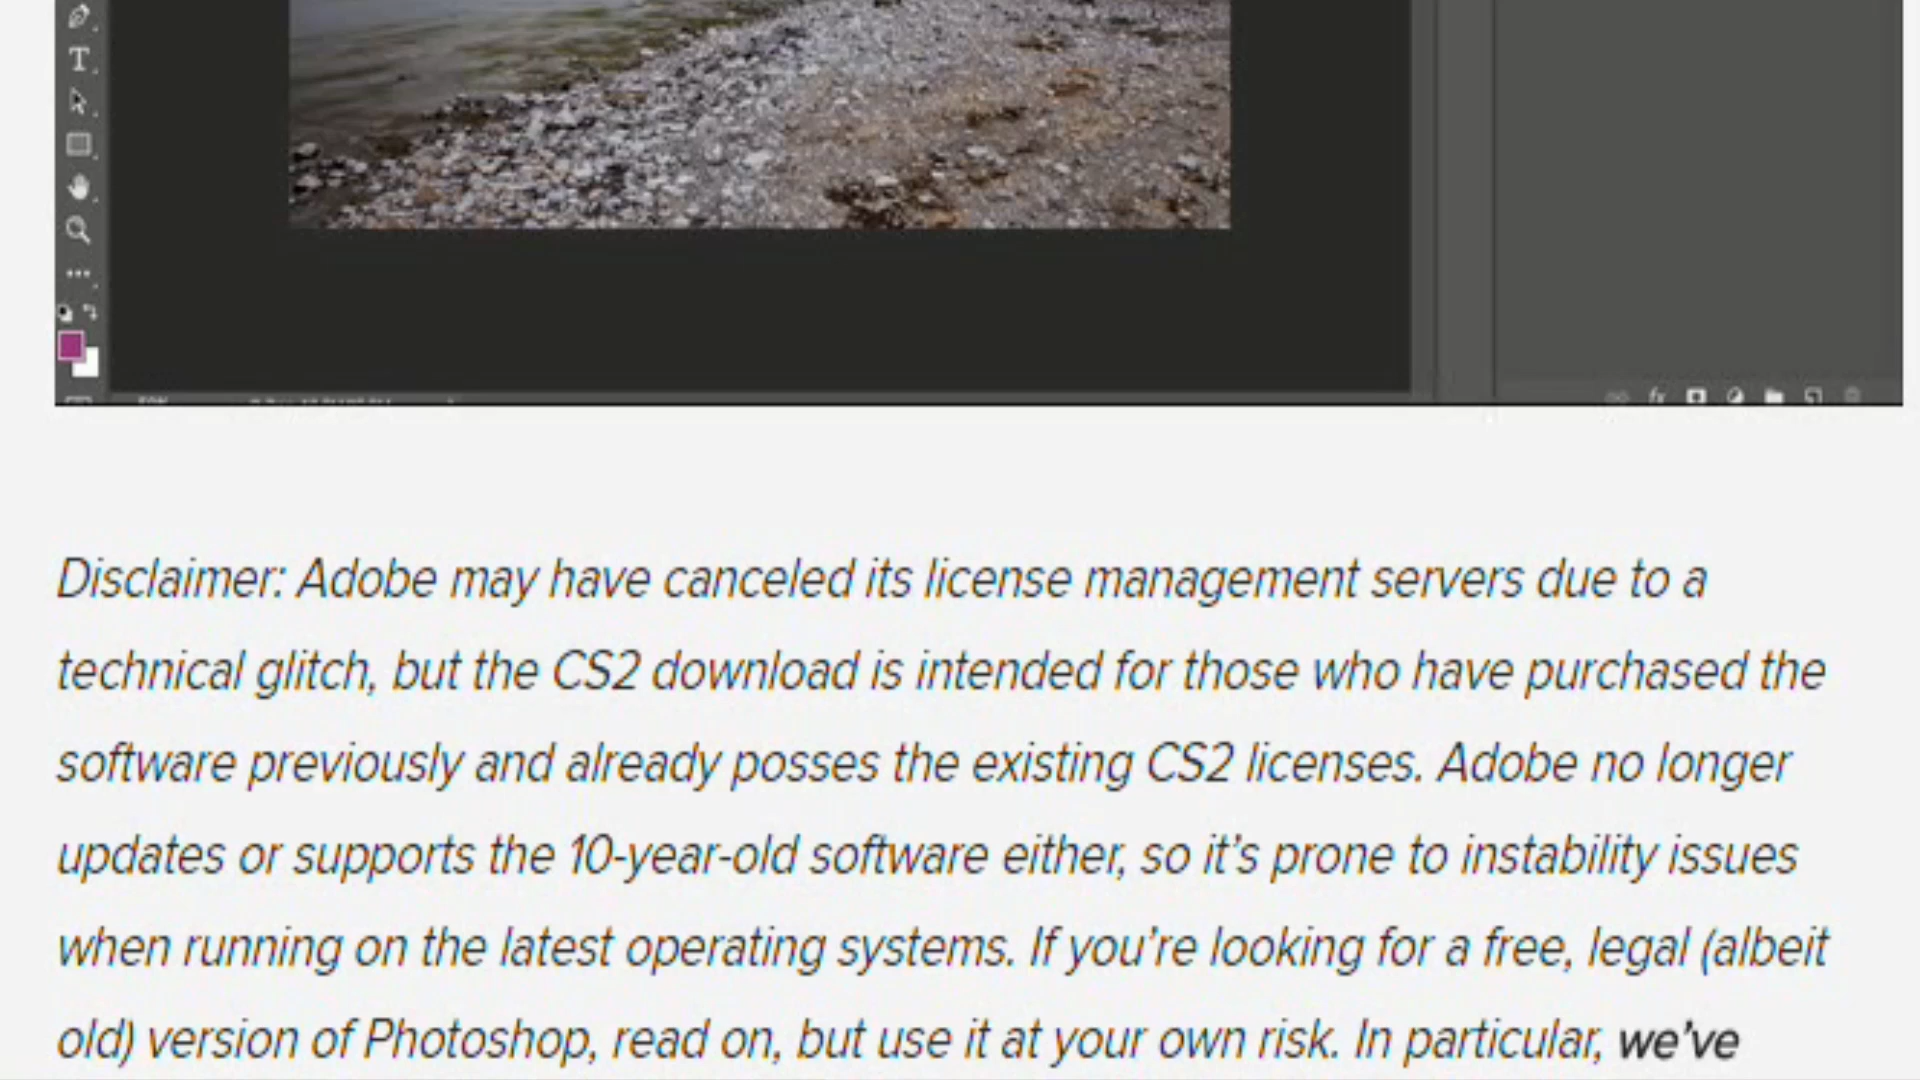 T
fx
Disclaimer: Adobe may have canceled its license management servers due to a
technical glitch, but the CS2 download is intended for those who have purchased the
software previously and already posses the existing CS2 licenses. Adobe no longer
updates or supports the 10-year-old software either, so it's prone to instability issues
when running on the latest operating systems. If you're looking for a free, legal (albeit
old) version of Photoshop, read on, but use it at your own risk. In particular, we've